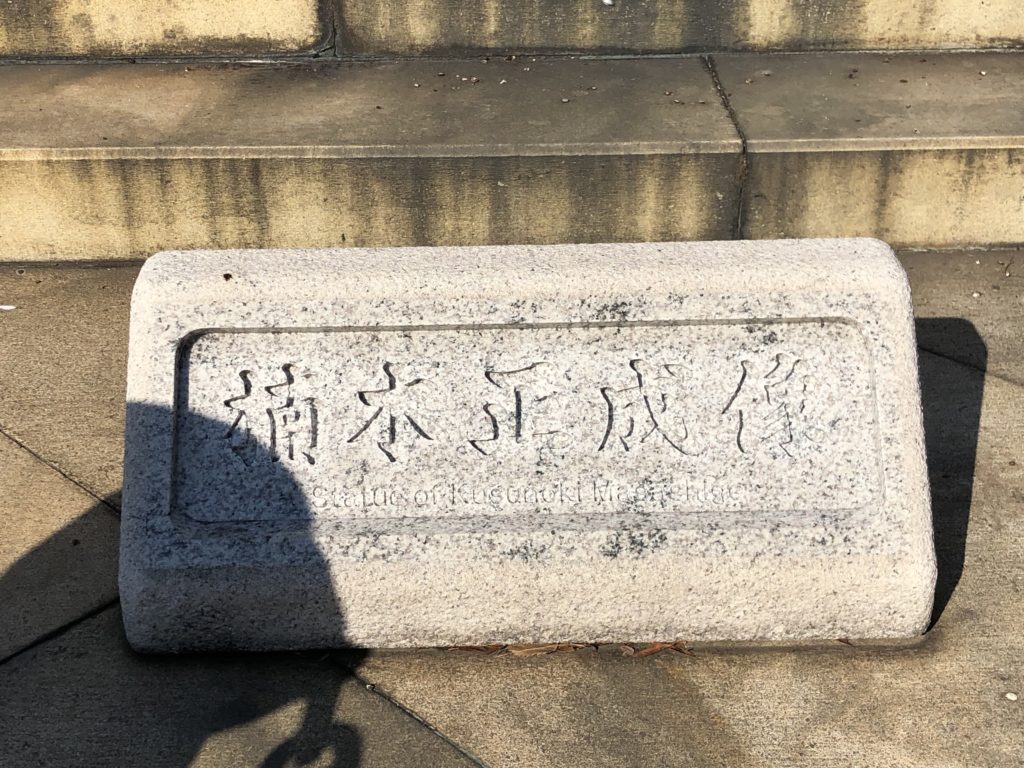 楠木正成像
Statue of Kusunoki Masashige